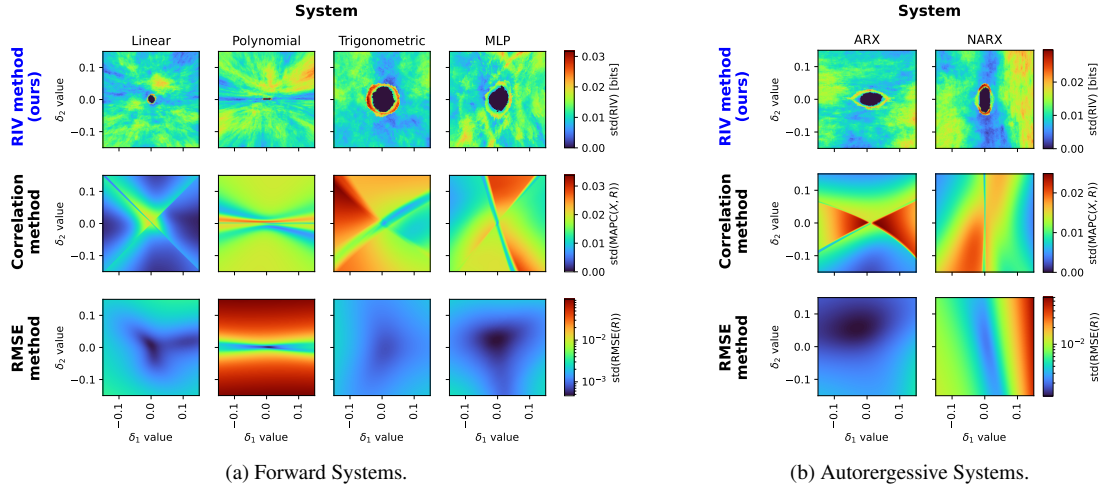 System
Linear
Polynomial
Trigonometric
MLP
RIV method
(ours)
δ2 value
0.1
0.0
−0.1
0.03
0.02
0.01
0.00
std(RIV) [bits]
Correlation
method
δ2 value
0.1
0.0
−0.1
0.03
0.02
0.01
0.00
std(MAPC(X, R))
RMSE
method
δ2 value
0.1
0.0
−0.1
10−2
10−3
std(RMSE(R))
−0.1
0.0
0.1
−0.1
0.0
0.1
−0.1
0.0
0.1
−0.1
0.0
0.1
δ1 value
δ1 value
δ1 value
δ1 value
(a) Forward Systems.
System
ARX
NARX
RIV method
(ours)
δ2 value
0.1
0.0
−0.1
0.02
0.01
0.00
std(RIV) [bits]
Correlation
method
δ2 value
0.1
0.0
−0.1
0.02
0.01
0.00
std(MAPC(X, R))
RMSE
method
δ2 value
0.1
0.0
−0.1
10−2
std(RMSE(R))
−0.1
0.0
0.1
−0.1
0.0
0.1
δ1 value
δ1 value
(b) Autorergessive Systems.